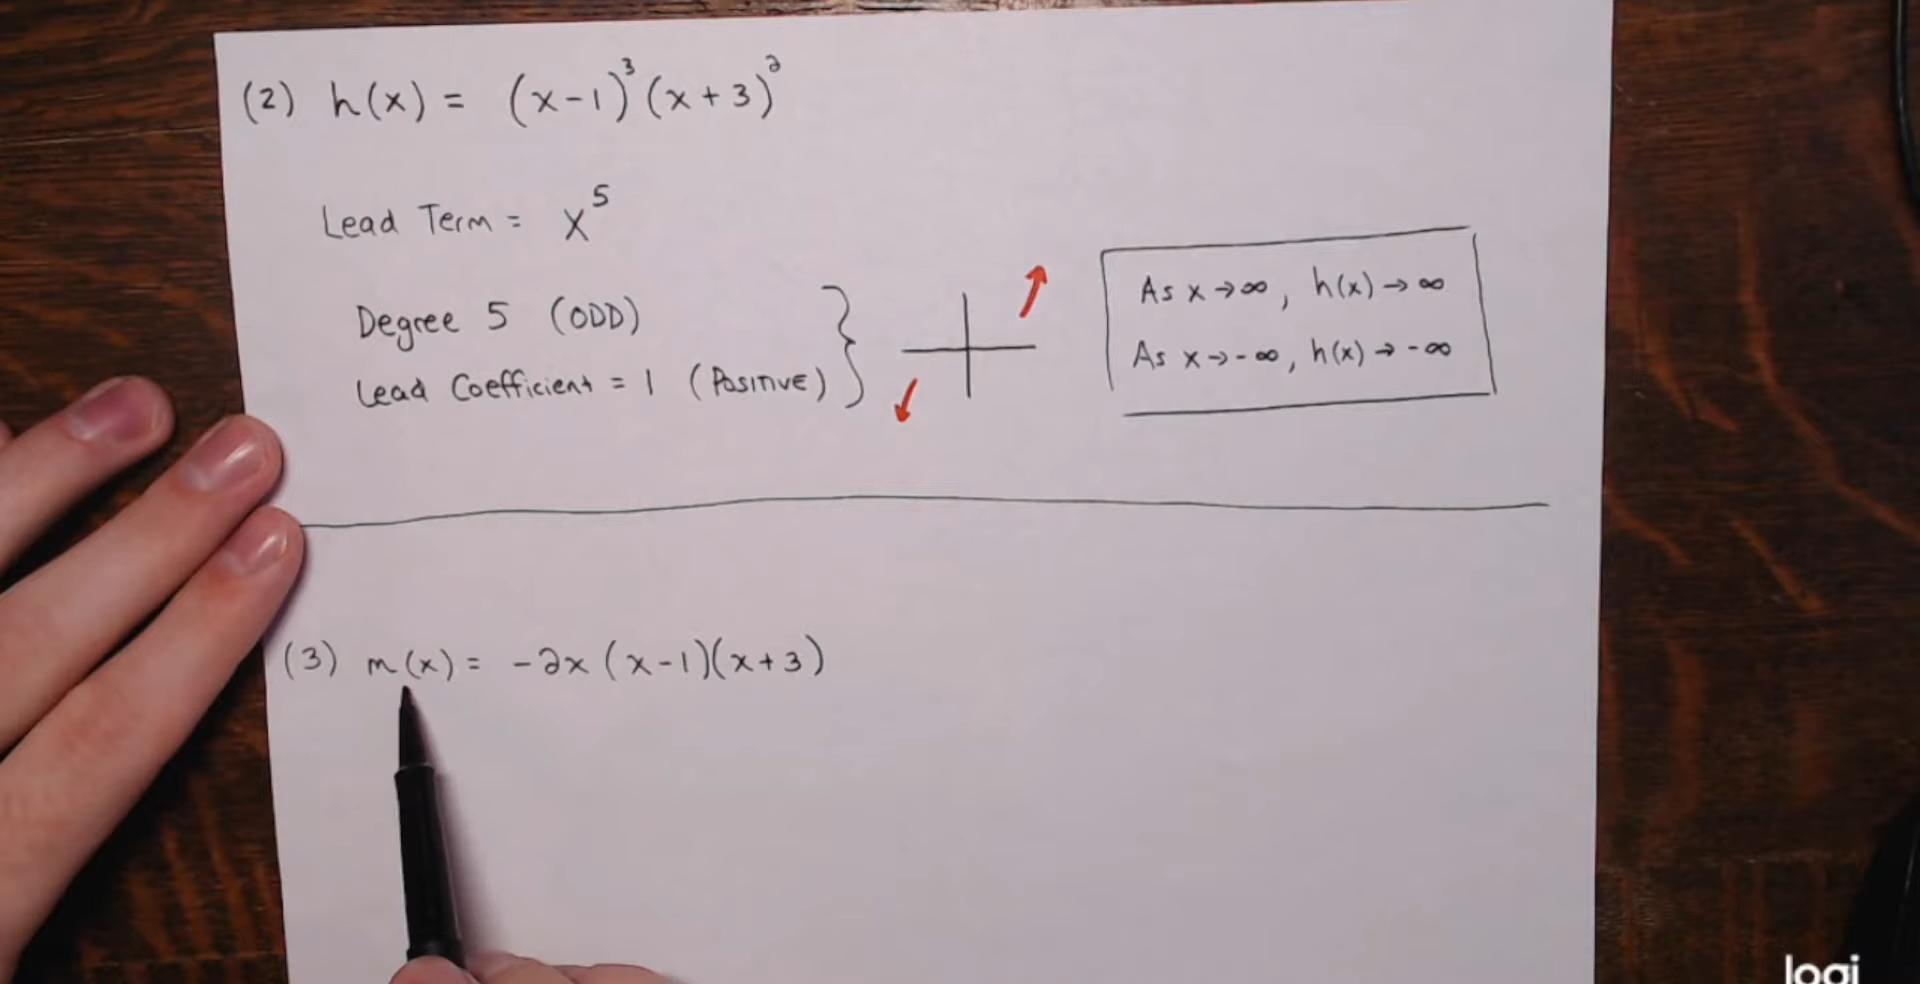 (2) h(x) = (x-1)³(x+3)²
Lead Term = x⁵
Degree 5 (ODD)
Lead Coefficient = 1 (Positive)
As x→∞, h(x)→∞
As x→-∞, h(x)→-∞
(3) m(x) = -2x(x-1)(x+3)
logi